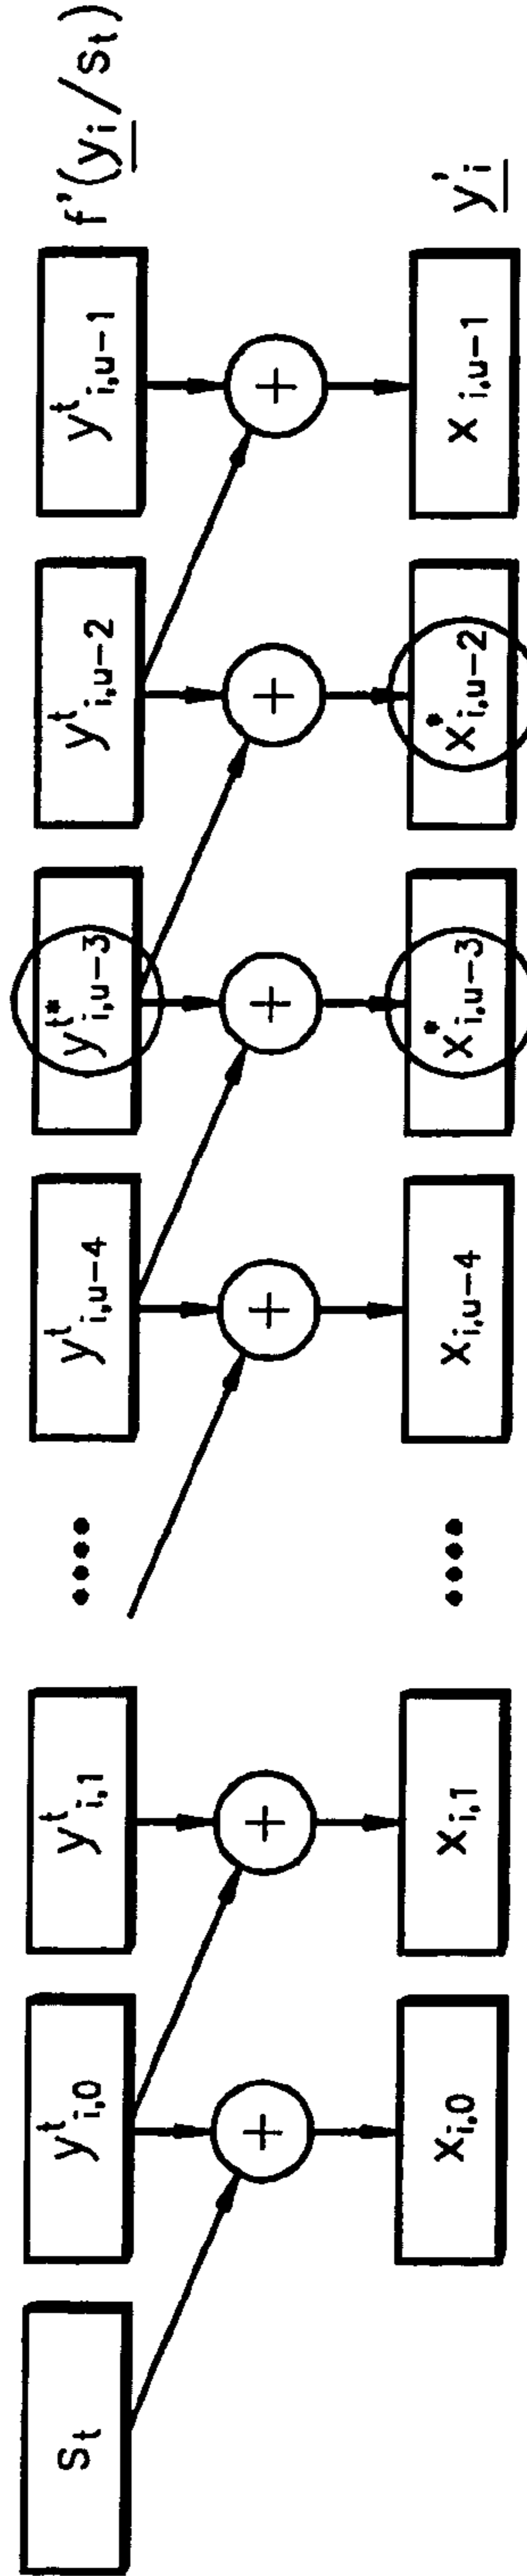 S_t y^t_{i,0} y^t_{i,1} •••• y^t_{i,u-4} y^{t*}_{i,u-3} y^t_{i,u-2} y^t_{i,u-1} f'(y_i/s_t)
+ + + + + +
x_{i,0} x_{i,1} •••• x_{i,u-4} x^*_{i,u-3} x^*_{i,u-2} x_{i,u-1} y'_i